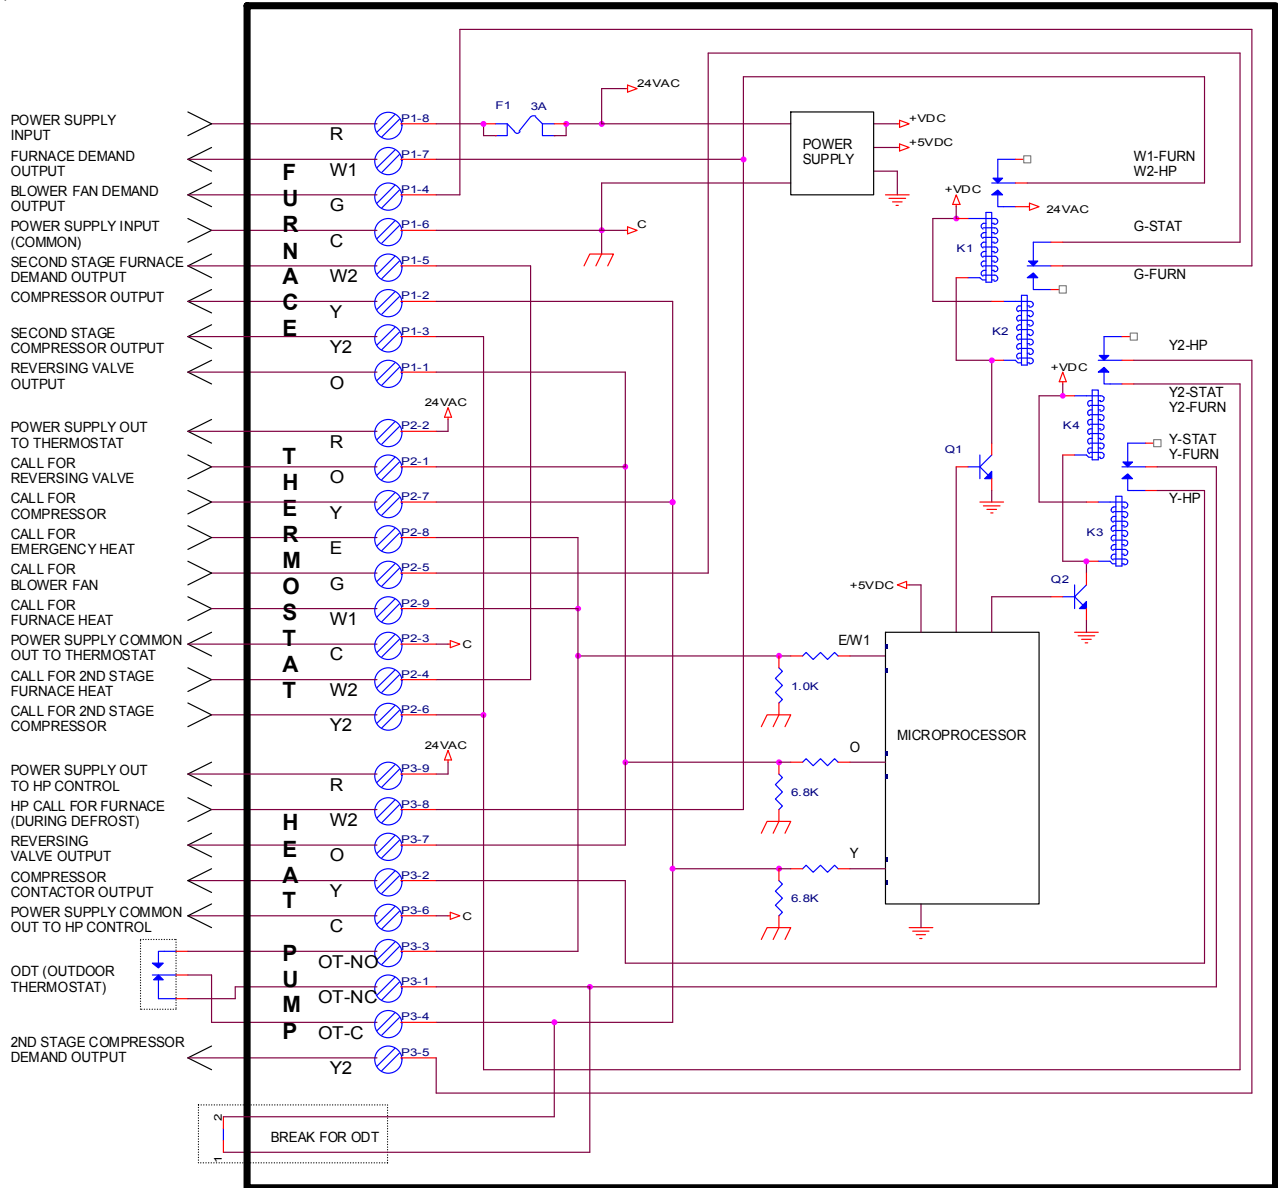 24VAC
F1 3A
POWER SUPPLY
INPUT
R
P1-8
+VDC
+5VDC
POWER
SUPPLY
FURNACE DEMAND
OUTPUT
W1
P1-7
W1-FURN
W2-HP
BLOWER FAN DEMAND
OUTPUT
G
P1-4
+VDC
24VAC
POWER SUPPLY INPUT
(COMMON)
C
P1-6
C
G-STAT
K1
SECOND STAGE FURNACE
DEMAND OUTPUT
W2
P1-5
G-FURN
COMPRESSOR OUTPUT
Y
P1-2
K2
SECOND STAGE
COMPRESSOR OUTPUT
Y2
P1-3
Y2-HP
REVERSING VALVE
OUTPUT
O
P1-1
+VDC
FURNACE
Y2-STAT
Y2-FURN
24VAC
POWER SUPPLY OUT
TO THERMOSTAT
R
P2-2
K4
Y-STAT
Y-FURN
CALL FOR
REVERSING VALVE
O
P2-1
Q1
CALL FOR
COMPRESSOR
Y
P2-7
Y-HP
CALL FOR
EMERGENCY HEAT
E
P2-8
K3
CALL FOR
BLOWER FAN
G
P2-5
+5VDC
Q2
CALL FOR
FURNACE HEAT
W1
P2-9
POWER SUPPLY COMMON
OUT TO THERMOSTAT
C
P2-3
C
E/W1
CALL FOR 2ND STAGE
FURNACE HEAT
W2
P2-4
1.0K
CALL FOR 2ND STAGE
COMPRESSOR
Y2
P2-6
THERMOSTAT
MICROPROCESSOR
24VAC
O
POWER SUPPLY OUT
TO HP CONTROL
R
P3-9
6.8K
HP CALL FOR FURNACE
(DURING DEFROST)
W2
P3-8
REVERSING
VALVE OUTPUT
O
P3-7
Y
COMPRESSOR
CONTACTOR OUTPUT
Y
P3-2
6.8K
POWER SUPPLY COMMON
OUT TO HP CONTROL
C
P3-6
C
OT-NO
P3-3
ODT (OUTDOOR
THERMOSTAT)
OT-NC
P3-1
OT-C
P3-4
HEAT PUMP
2ND STAGE COMPRESSOR
DEMAND OUTPUT
Y2
P3-5
2
BREAK FOR ODT
1